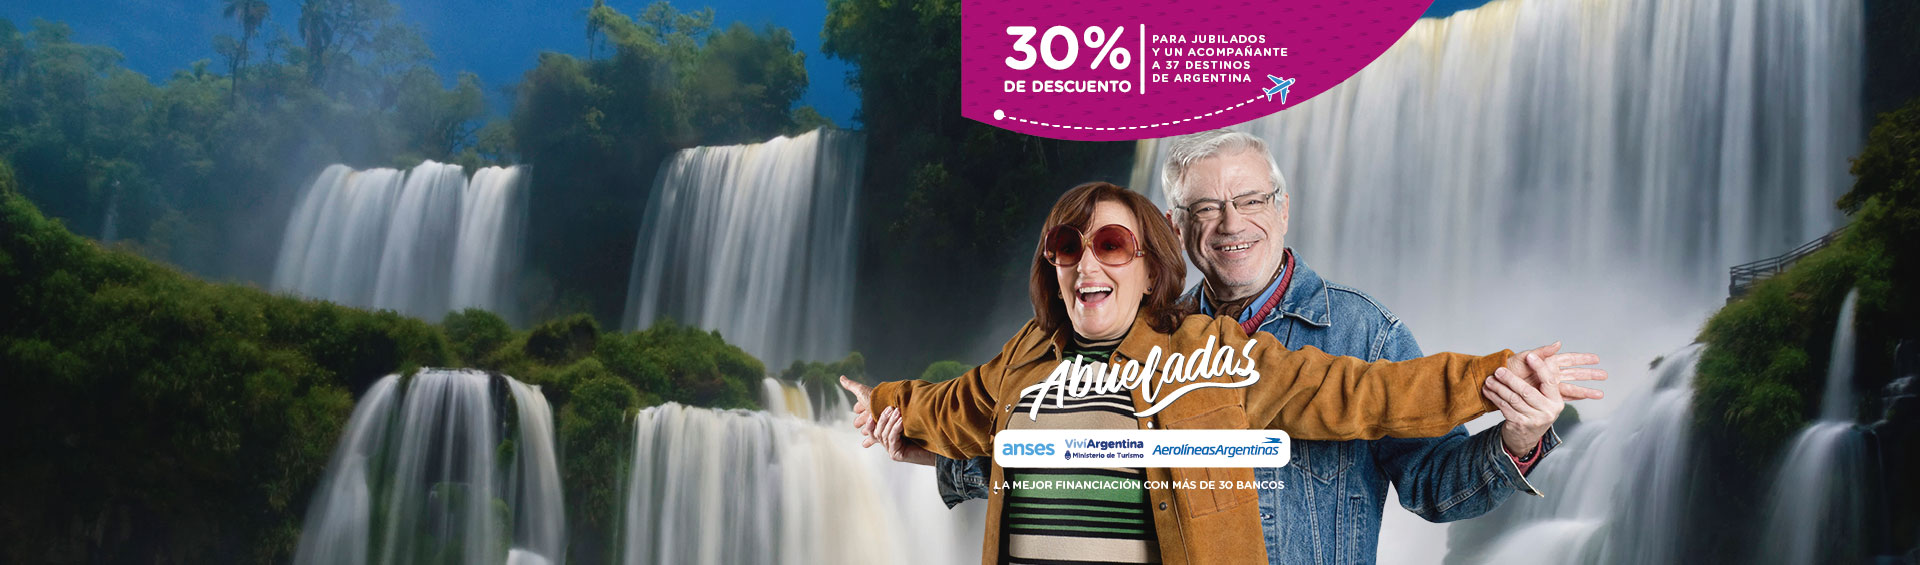 30%
DE DESCUENTO
PARA JUBILADOS
Y UN ACOMPAÑANTE
A 37 DESTINOS
DE ARGENTINA
Abueladas
anses
ViviArgentina
Ministerio de Turismo
AerolíneasArgentinas
LA MEJOR FINANCIACIÓN CON MÁS DE 30 BANCOS